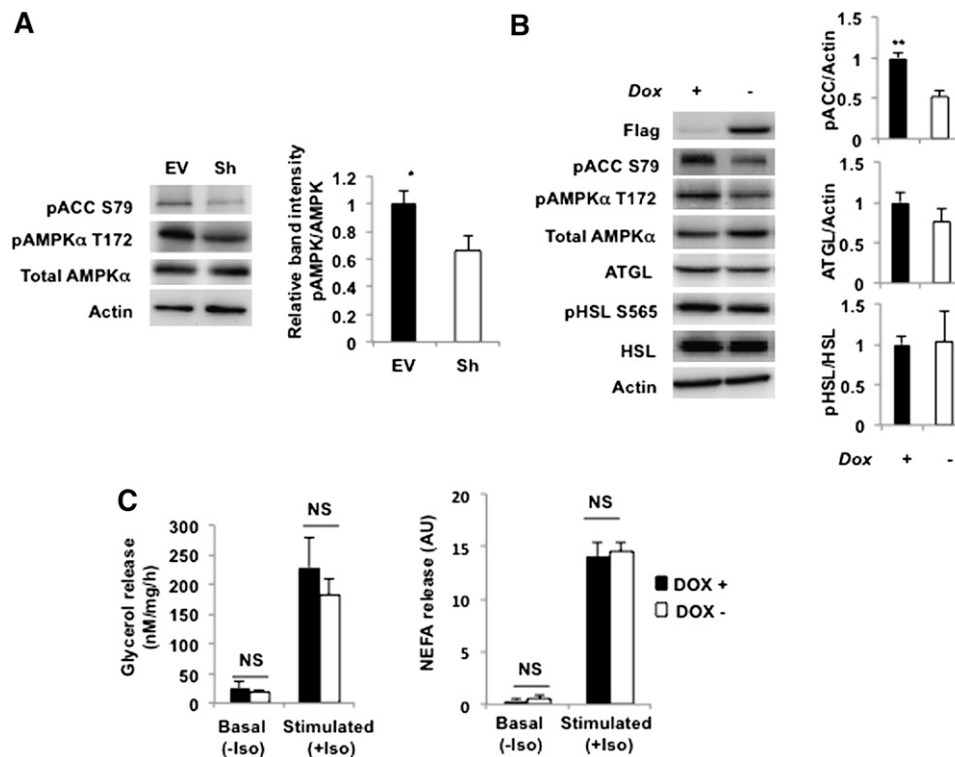 A
EV Sh
pACC S79
pAMPKα T172
Total AMPKα
Actin
Relative band intensity
pAMPK/AMPK
1.2
1
0.8
0.6
0.4
0.2
0
*
EV Sh
B
Dox + -
Flag
pACC S79
pAMPKα T172
Total AMPKα
ATGL
pHSL S565
HSL
Actin
pACC/Actin
1.5
1
0.5
0
**
ATGL/Actin
1.5
1
0.5
0
pHSL/HSL
1.5
1
0.5
0
Dox + -
C
Glycerol release
(nM/mg/h)
300
250
200
150
100
50
0
NS
NS
Basal Stimulated
(-Iso) (+Iso)
NEFA release (AU)
20
15
10
5
0
NS
NS
Basal Stimulated
(-Iso) (+Iso)
DOX +
DOX -